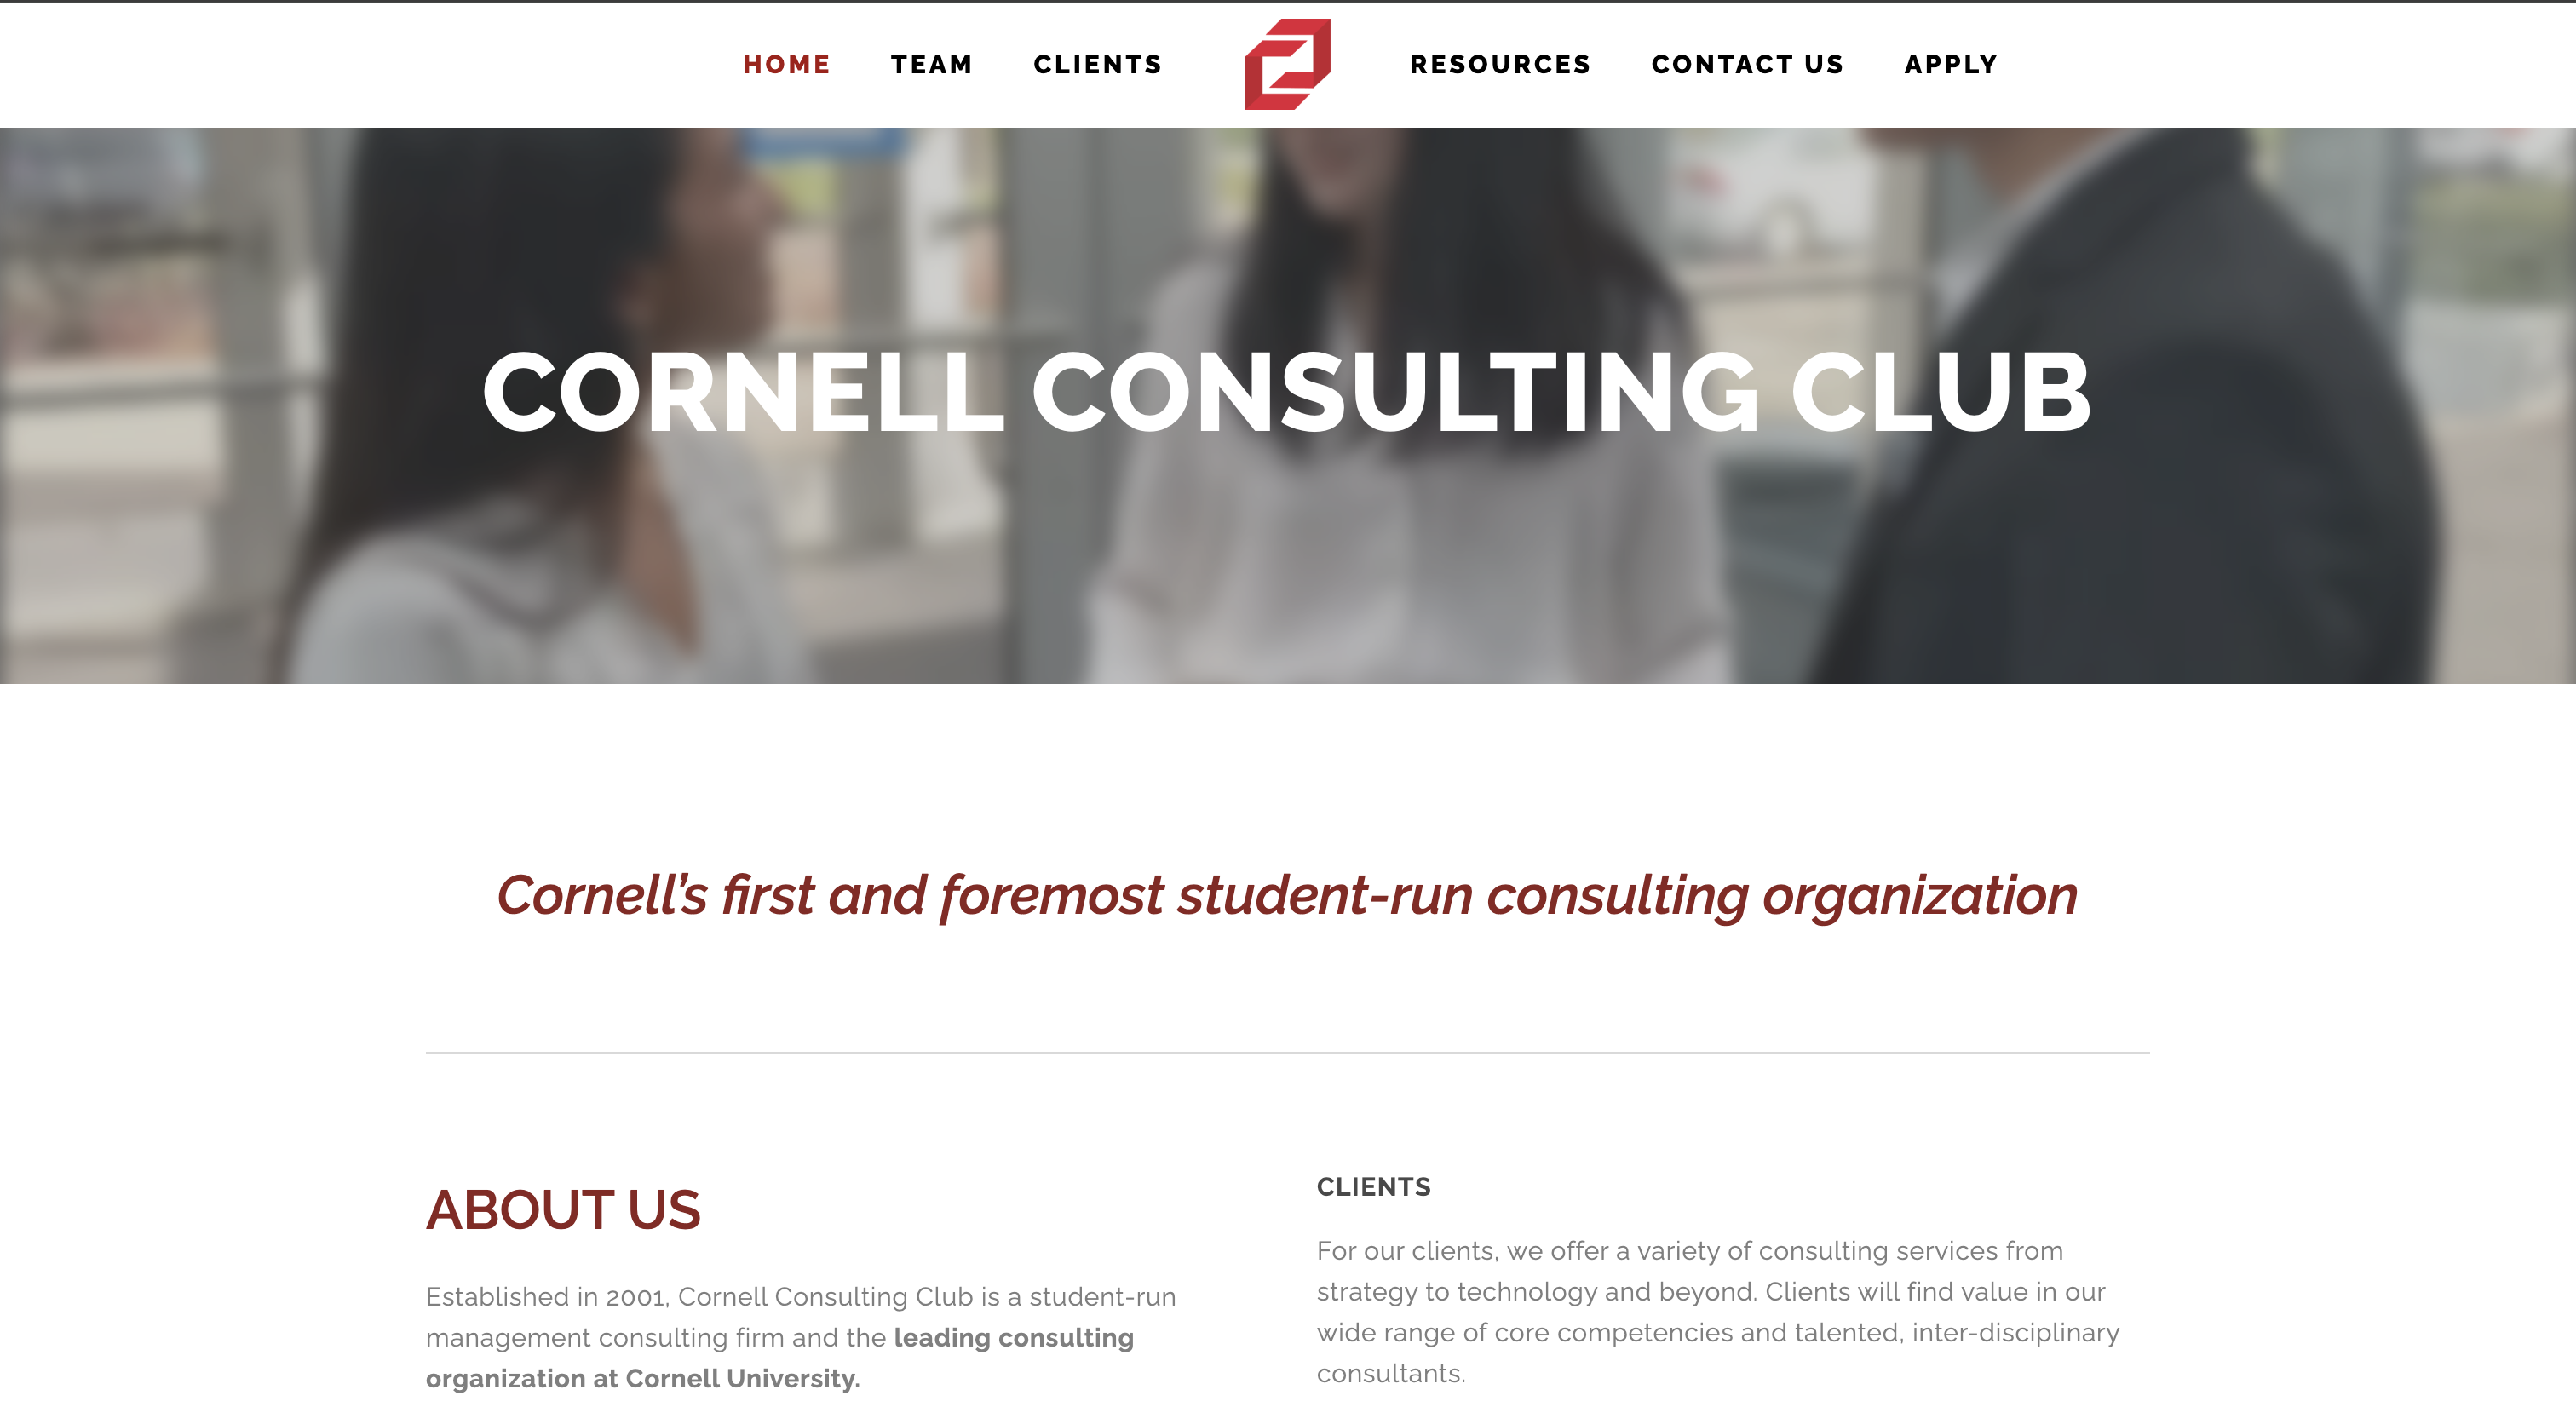 HOME TEAM CLIENTS RESOURCES CONTACT US APPLY
CORNELL CONSULTING CLUB
Cornell’s first and foremost student-run consulting organization
ABOUT US
Established in 2001, Cornell Consulting Club is a student-run
management consulting firm and the leading consulting
organization at Cornell University.
CLIENTS
For our clients, we offer a variety of consulting services from
strategy to technology and beyond. Clients will find value in our
wide range of core competencies and talented, inter-disciplinary
consultants.